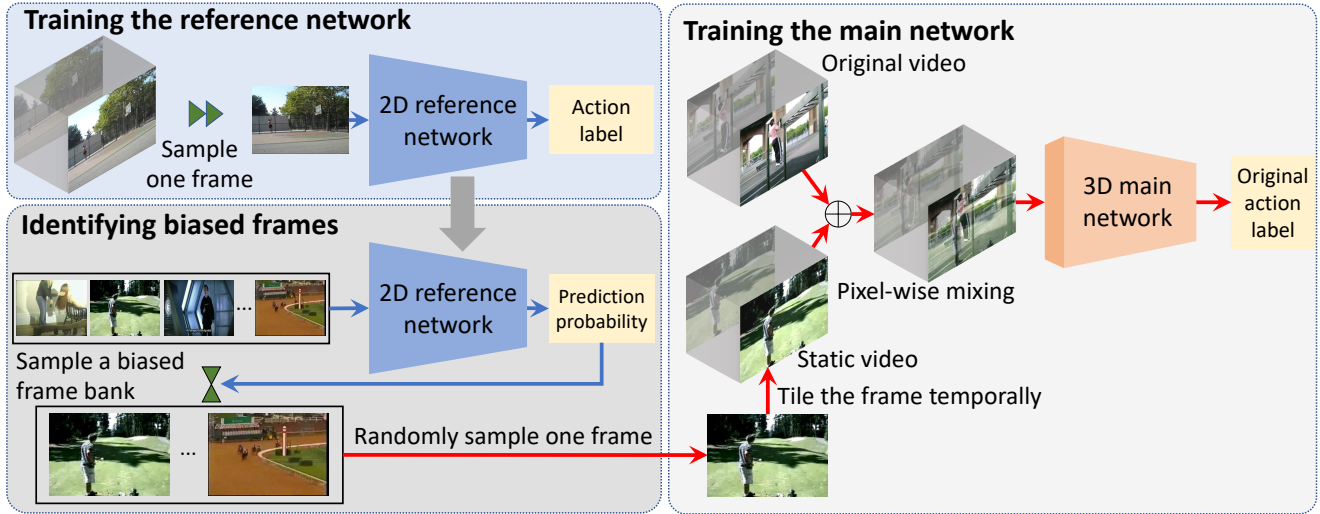 Training the reference network
Sample
one frame
2D reference
network
Action
label
Identifying biased frames
...
2D reference
network
Prediction
probability
Sample a biased
frame bank
...
Randomly sample one frame
Training the main network
Original video
Pixel-wise mixing
3D main
network
Original
action
label
Static video
Tile the frame temporally